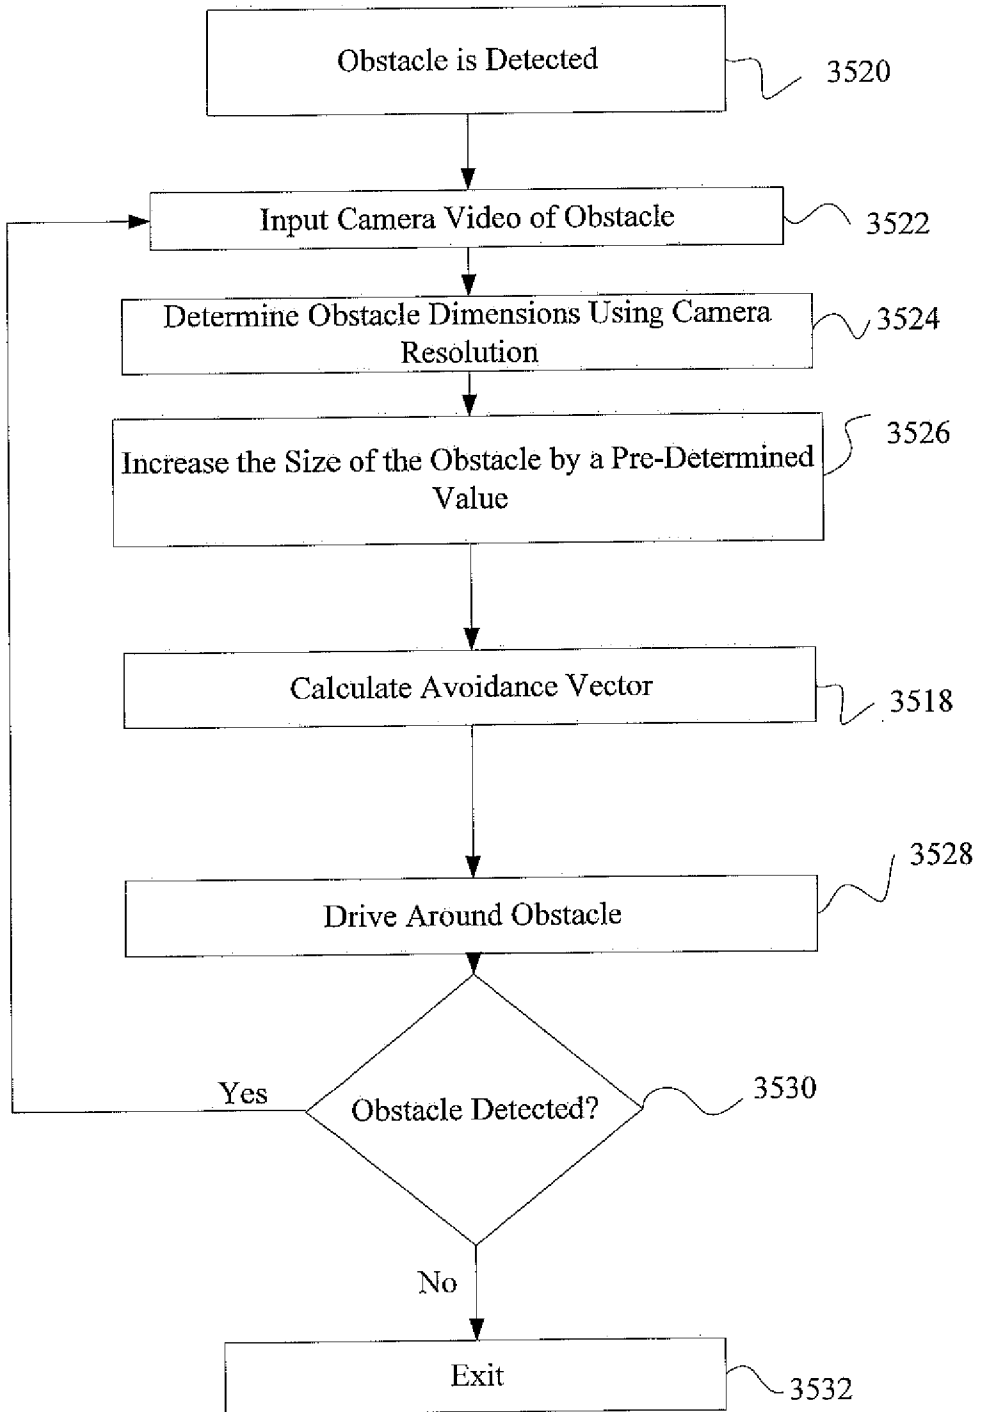 Obstacle is Detected
3520
Input Camera Video of Obstacle
3522
Determine Obstacle Dimensions Using Camera
Resolution
3524
Increase the Size of the Obstacle by a Pre-Determined
Value
3526
Calculate Avoidance Vector
3518
Drive Around Obstacle
3528
Obstacle Detected?
3530
Yes
No
Exit
3532